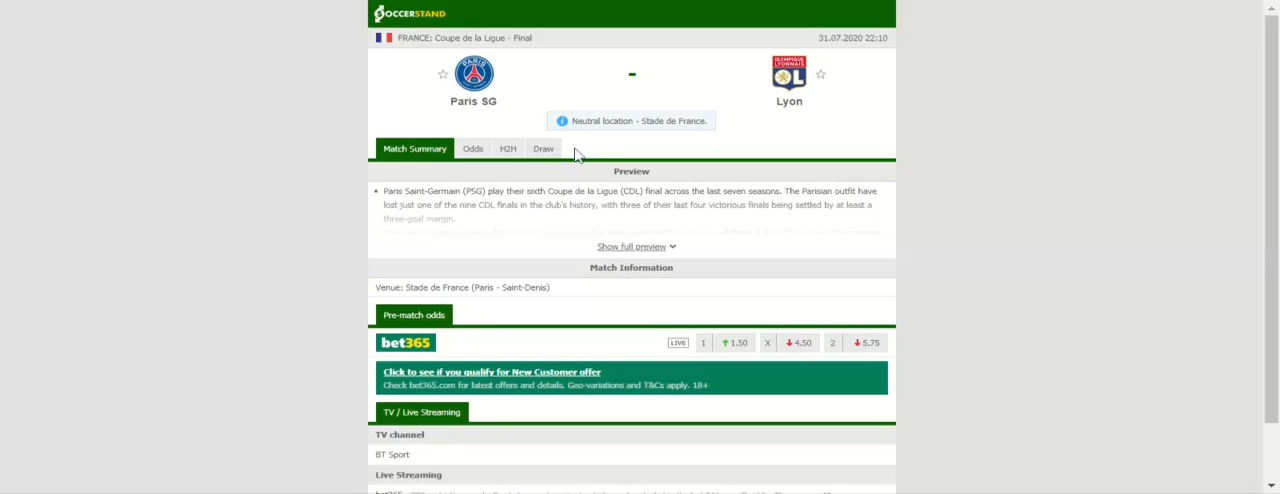 SOCCERSTAND
FRANCE: Coupe de la Ligue - Final 31.07.2020 22:10
PARIS
OLYMPIQUE LYONNAIS
OL
-
Paris SG Lyon
Neutral location - Stade de France.
Match Summary Odds H2H Draw
Preview
• Paris Saint-Germain (PSG) play their sixth Coupe de la Ligue (CDL) final across the last seven seasons. The Parisian outfit have
lost just one of the nine CDL finals in the club's history, with three of their last four victorious finals being settled by at least a
three-goal margin.
Show full preview
Match Information
Venue: Stade de France (Paris - Saint-Denis)
Pre-match odds
bet365 LIVE 1 1.50 X 4.50 2 5.75
Click to see if you qualify for New Customer offer
Check bet365.com for latest offers and details. Geo-variations and T&Cs apply. 18+
TV / Live Streaming
TV channel
BT Sport
Live Streaming